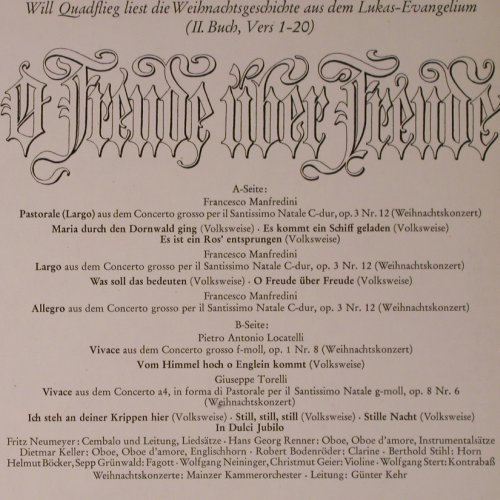 Will Quadflieg liest die Weihnachtsgeschichte aus dem Lukas-Evangelium
(II. Buch, Vers 1-20)
O Freude über Freude
A-Seite:
Francesco Manfredini
Pastorale (Largo) aus dem Concerto grosso per il Santissimo Natale C-dur, op. 3 Nr. 12 (Weihnachtskonzert)
Maria durch den Dornwald ging (Volksweise) · Es kommt ein Schiff geladen (Volksweise)
Es ist ein Ros' entsprungen (Volksweise)
Francesco Manfredini
Largo aus dem Concerto grosso per il Santissimo Natale C-dur, op. 3 Nr. 12 (Weihnachtskonzert)
Was soll das bedeuten (Volksweise) · O Freude über Freude (Volksweise)
Francesco Manfredini
Allegro aus dem Concerto grosso per il Santissimo Natale C-dur, op. 3 Nr. 12 (Weihnachtskonzert)
B-Seite:
Pietro Antonio Locatelli
Vivace aus dem Concerto grosso f-moll, op. 1 Nr. 8 (Weihnachtskonzert)
Vom Himmel hoch o Englein kommt (Volksweise)
Giuseppe Torelli
Vivace aus dem Concerto a4, in forma di Pastorale per il Santissimo Natale g-moll, op. 8 Nr. 6
(Weihnachtskonzert)
Ich steh an deiner Krippen hier (Volksweise) · Still, still, still (Volksweise) · Stille Nacht (Volksweise)
In Dulci Jubilo
Fritz Neumeyer: Cembalo und Leitung, Liedsätze · Hans Georg Renner: Oboe, Oboe d'amore, Instrumentalsätze
Dietmar Keller: Oboe, Oboe d'amore, Englischhorn · Robert Bodenröder: Clarine · Berthold Stihl: Horn
Helmut Böcker, Sepp Grünwald: Fagott · Wolfgang Neininger, Christmut Geier: Violine · Wolfgang Stert: Kontrabaß
Weihnachtskonzerte: Mainzer Kammerorchester · Leitung: Günter Kehr